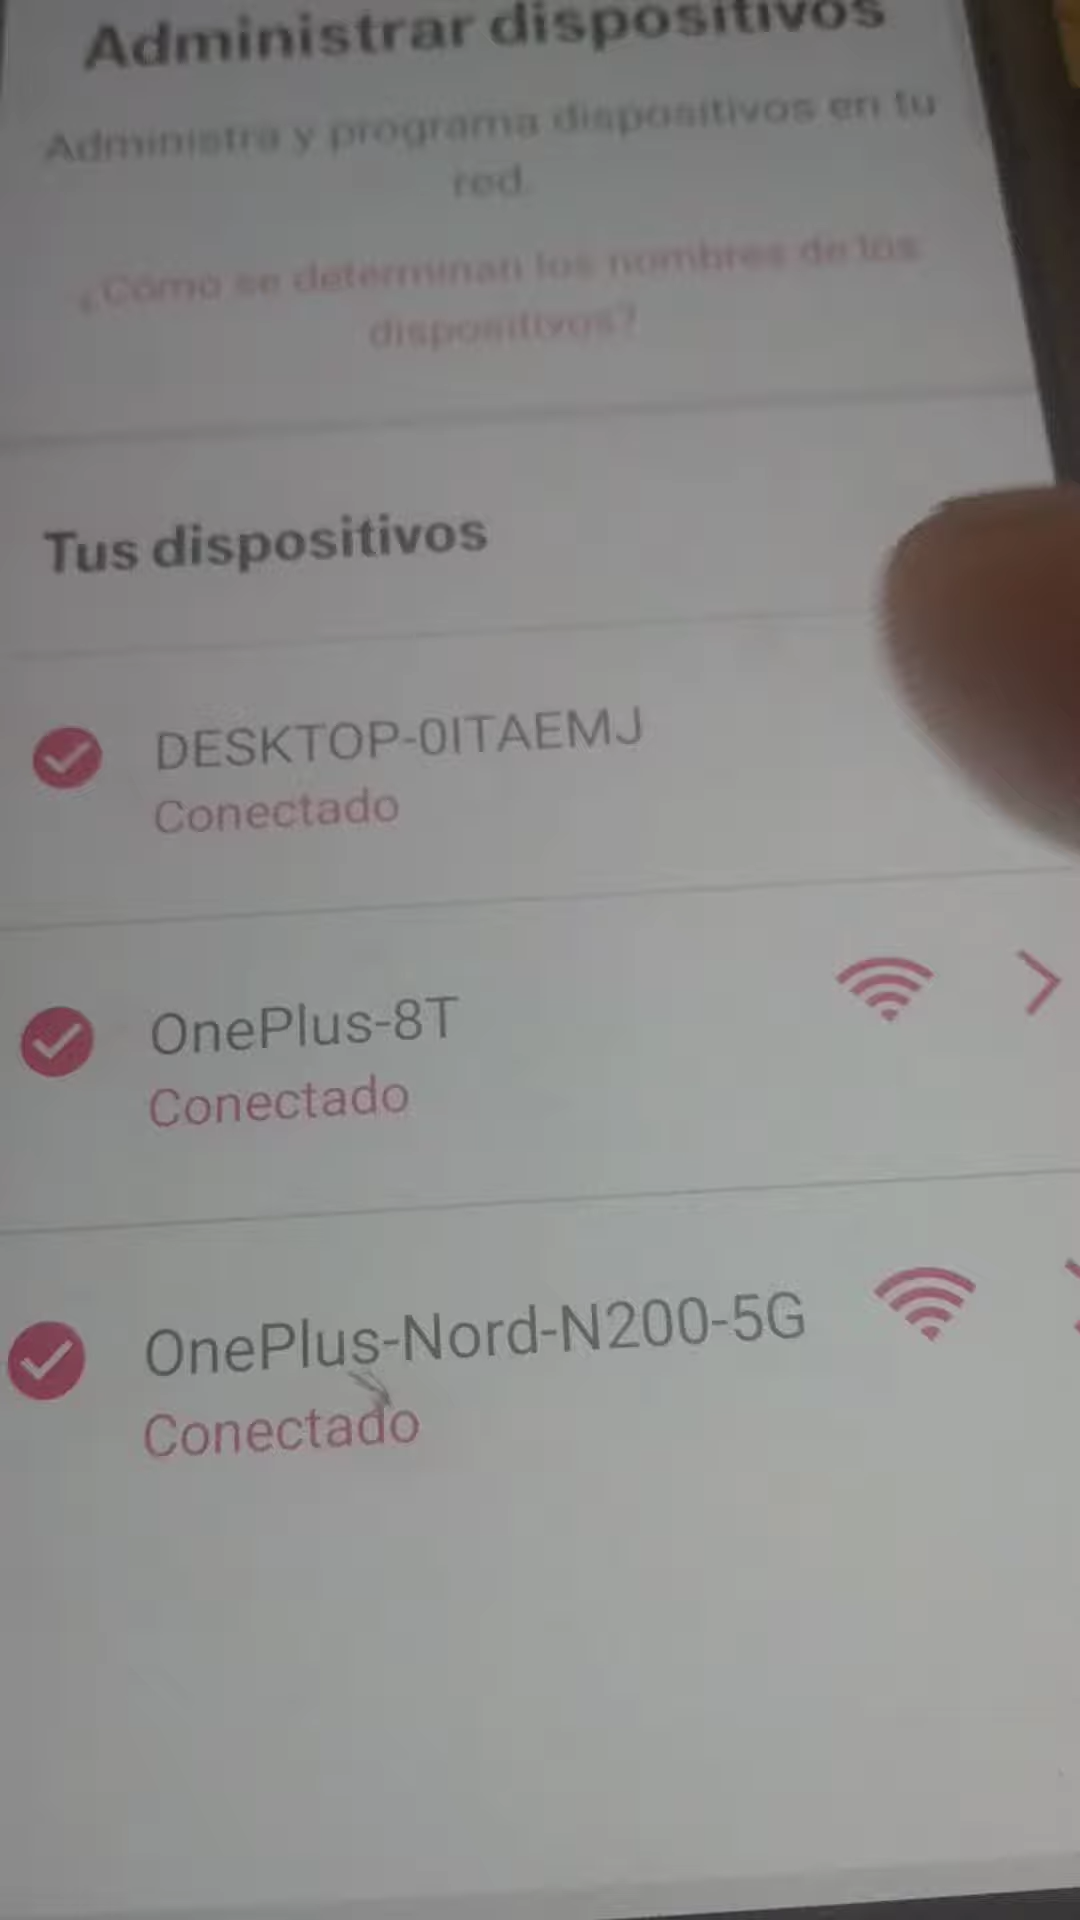 Administrar dispositivos
Administra y programa dispositivos en tu
red.
¿Cómo se determinan los nombres de los
dispositivos?
Tus dispositivos
DESKTOP-0ITAEMJ
Conectado
OnePlus-8T
Conectado
OnePlus-Nord-N200-5G
Conectado